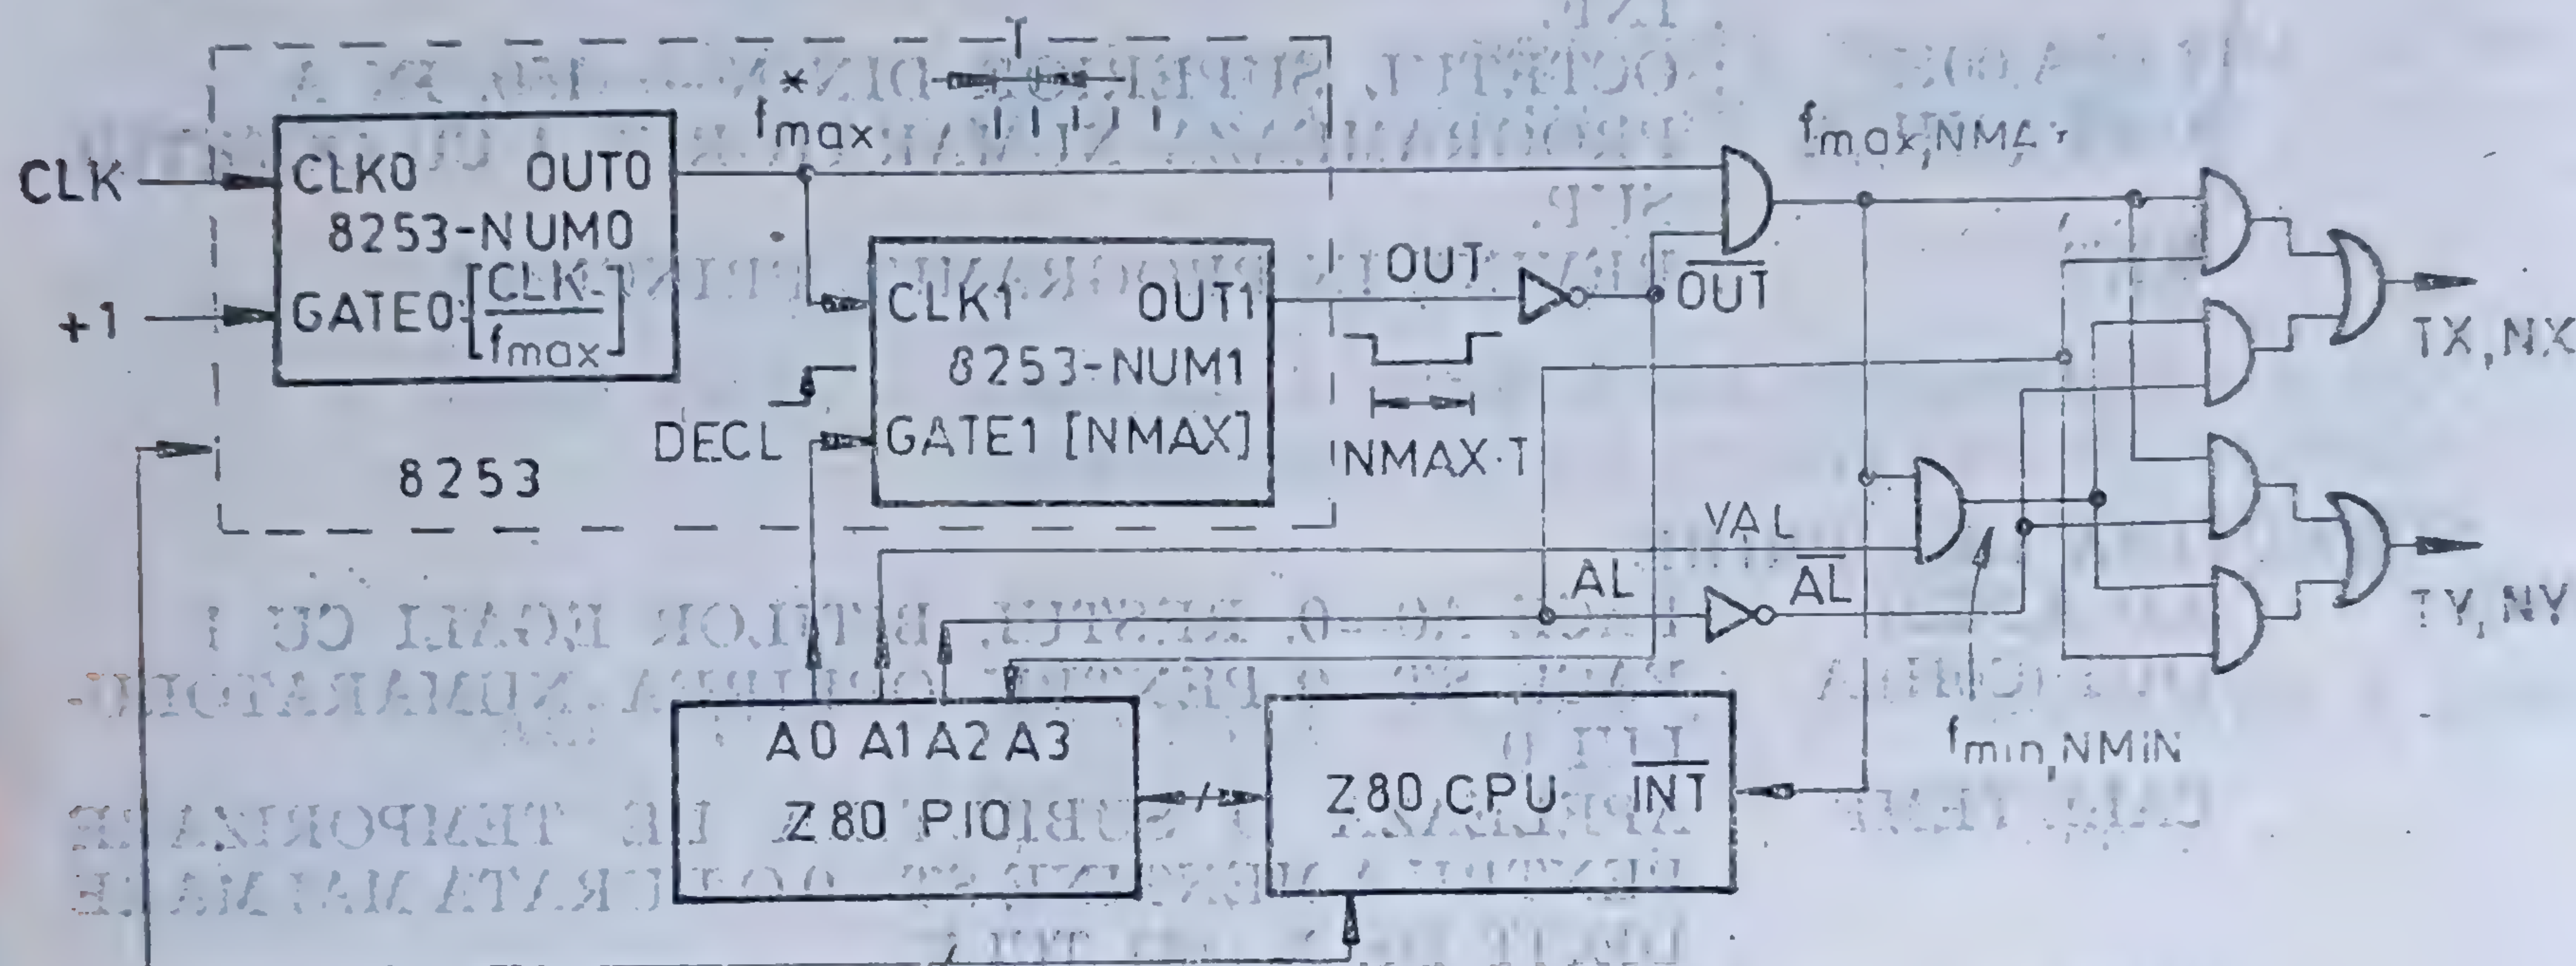 T
*
fmax
CLK
CLK0 OUT0
8253-NUM0
+1
GATE0 [CLK/fmax]
8253
DECL
CLK1 OUT1
8253-NUM1
GATE1 [NMAX]
OUT
OUT
NMAX·T
fmax,NMAX
VAL
AL
AL
TX,NX
TY,NY
fmin,NMIN
A0 A1 A2 A3
Z80 PIO
Z80 CPU INT